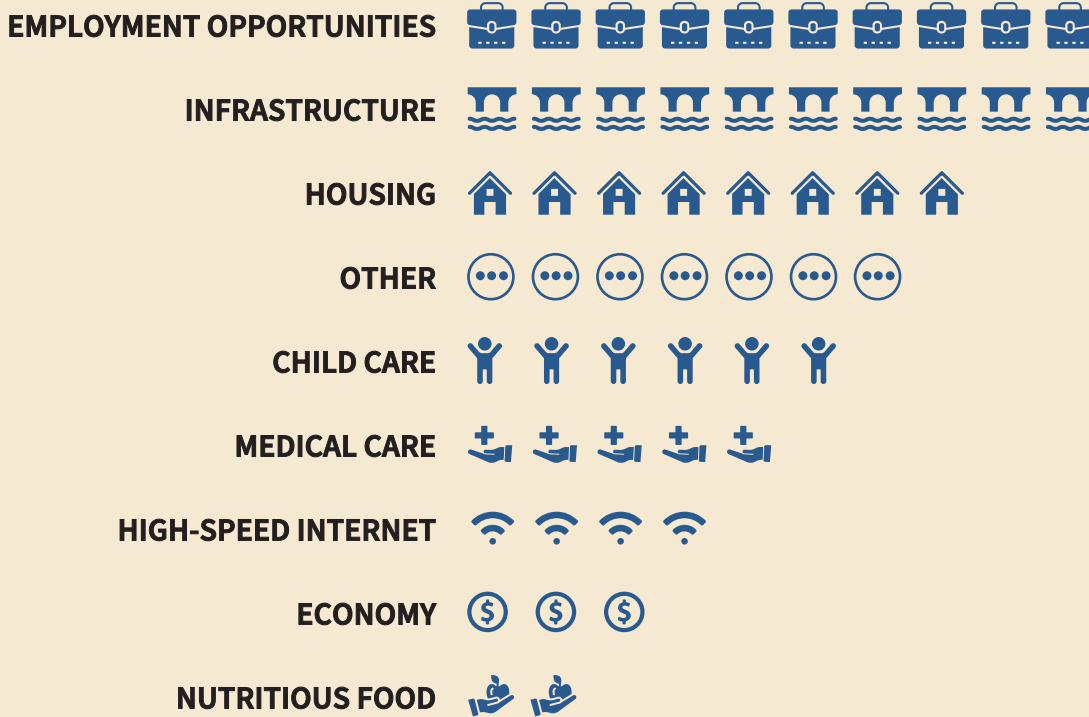 EMPLOYMENT OPPORTUNITIES
INFRASTRUCTURE
HOUSING
OTHER
CHILD CARE
MEDICAL CARE
HIGH-SPEED INTERNET
ECONOMY
NUTRITIOUS FOOD